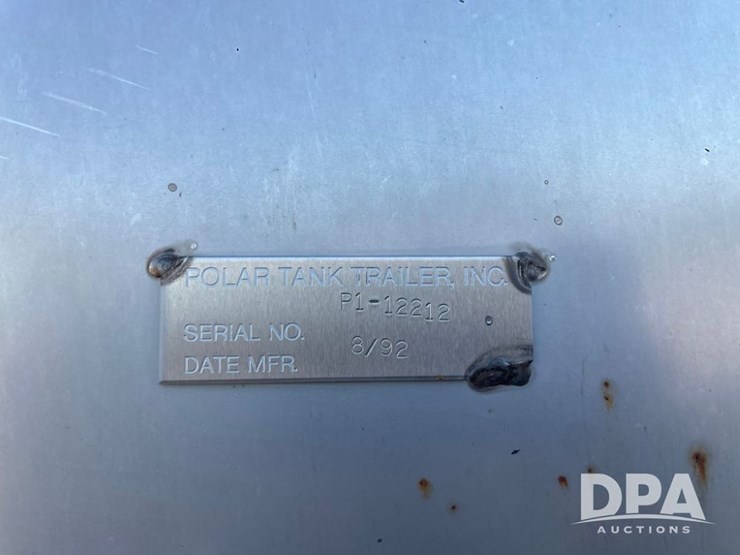 POLAR TANK TRAILER, INC.
P1-12212
SERIAL NO.
8/92
DATE MFR.
DPA
AUCTIONS